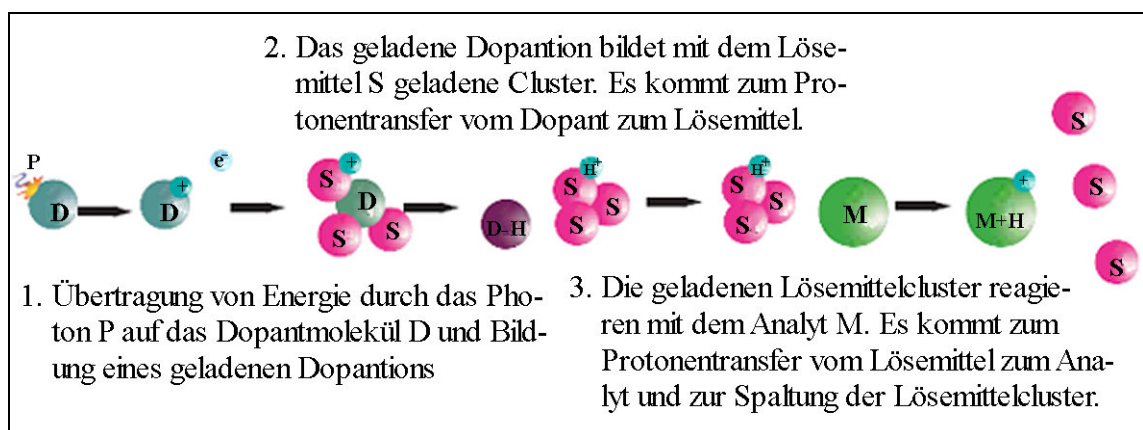 2. Das geladene Dopantion bildet mit dem Löse-
mittel S geladene Cluster. Es kommt zum Pro-
tonentransfer vom Dopant zum Lösemittel.
P
D
D
+
e-
S
+
D
S
S
D-H
H+
S
S
S
H+
S
S
S
M
+
M+H
S
S
S
1. Übertragung von Energie durch das Pho-
ton P auf das Dopantmolekül D und Bild-
ung eines geladenen Dopantions
3. Die geladenen Lösemittelcluster reagie-
ren mit dem Analyt M. Es kommt zum
Protonentransfer vom Lösemittel zum Ana-
lyt und zur Spaltung der Lösemittelcluster.